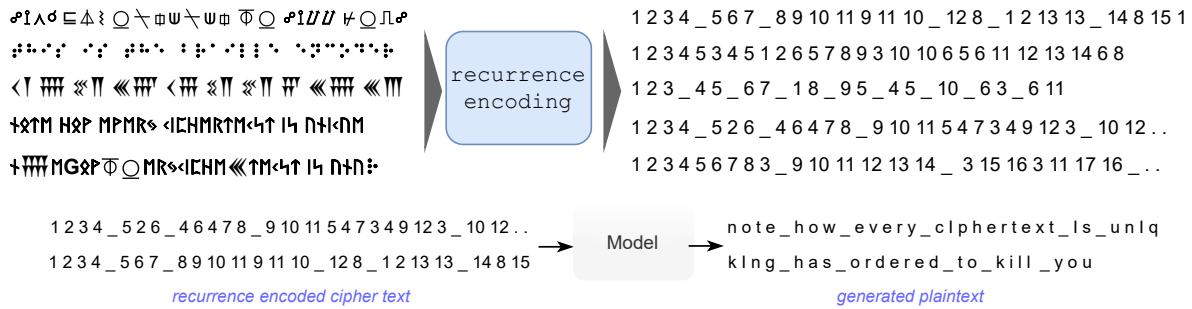 ⠞⠓⠊⠎ ⠊⠎ ⠞⠓⠑ ⠃⠗⠁⠊⠇⠇⠑ ⠑⠝⠉⠕⠙⠑⠗
recurrence
encoding
1 2 3 4 _ 5 6 7 _ 8 9 10 11 9 11 10 _ 12 8 _ 1 2 13 13 _ 14 8 15 1
1 2 3 4 5 3 4 5 1 2 6 5 7 8 9 3 10 10 6 5 6 11 12 13 14 6 8
1 2 3 _ 4 5 _ 6 7 _ 1 8 _ 9 5 _ 4 5 _ 10 _ 6 3 _ 6 11
1 2 3 4 _ 5 2 6 _ 4 6 4 7 8 _ 9 10 11 5 4 7 3 4 9 12 3 _ 10 12 . .
1 2 3 4 5 6 7 8 3 _ 9 10 11 12 13 14 _ 3 15 16 3 11 17 16 _ . .
1 2 3 4 _ 5 2 6 _ 4 6 4 7 8 _ 9 10 11 5 4 7 3 4 9 12 3 _ 10 12 . .
1 2 3 4 _ 5 6 7 _ 8 9 10 11 9 11 10 _ 12 8 _ 1 2 13 13 _ 14 8 15
recurrence encoded cipher text
Model
n o t e _ h o w _ e v e r y _ c I p h e r t e x t _ I s _ u n I q
k I n g _ h a s _ o r d e r e d _ t o _ k i l l _ y o u
generated plaintext